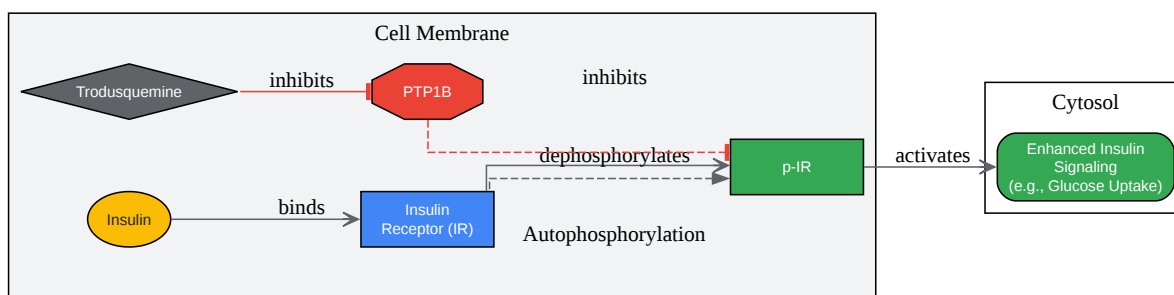 Cell Membrane
Trodusquemine
inhibits
PTP1B
inhibits
Cytosol
dephosphorylates
p-IR
activates
Enhanced Insulin
Signaling
(e.g., Glucose Uptake)
Insulin
binds
Insulin
Receptor (IR)
Autophosphorylation